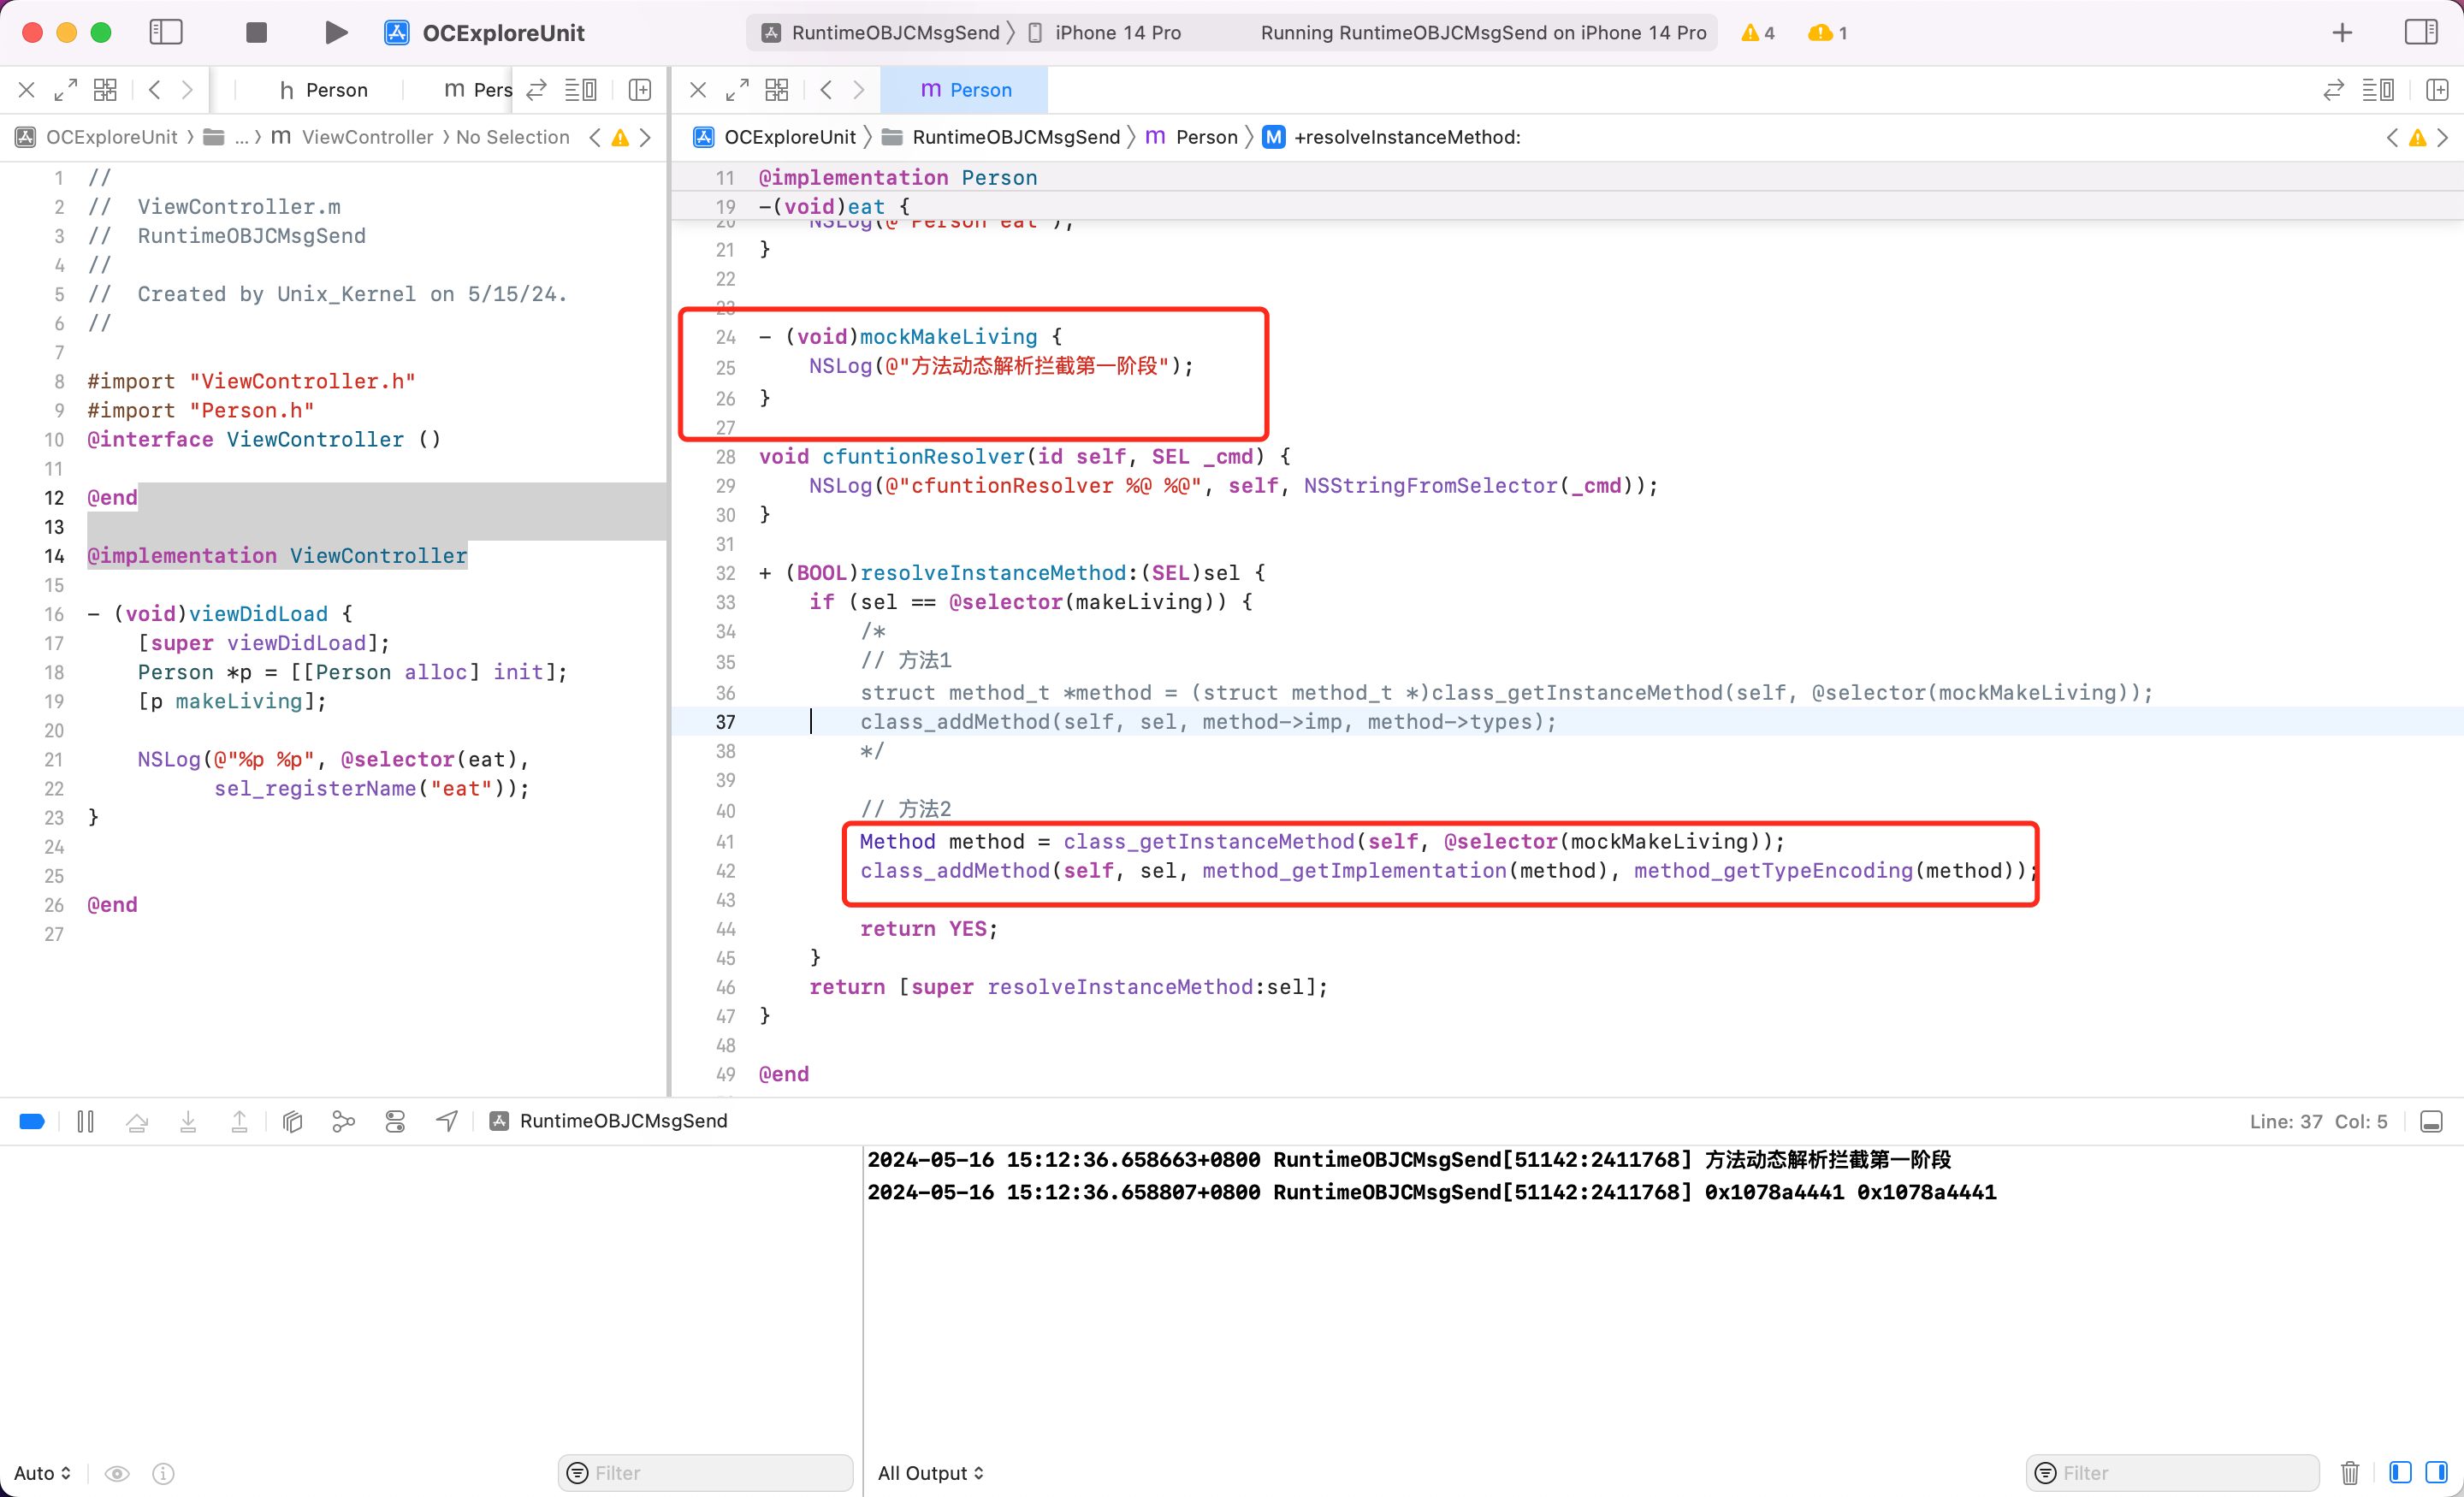 OCExploreUnit
RuntimeOBJCMsgSend 〉 iPhone 14 Pro
Running RuntimeOBJCMsgSend on iPhone 14 Pro
4
1
h Person
m Pers
m Person
OCExploreUnit 〉 ... 〉 m ViewController 〉 No Selection
OCExploreUnit 〉 RuntimeOBJCMsgSend 〉 m Person 〉 M +resolveInstanceMethod:
1 //
2 //  ViewController.m
3 //  RuntimeOBJCMsgSend
4 //
5 //  Created by Unix_Kernel on 5/15/24.
6 //
7
8 #import "ViewController.h"
9 #import "Person.h"
10 @interface ViewController ()
11
12 @end
13
14 @implementation ViewController
15
16 - (void)viewDidLoad {
17     [super viewDidLoad];
18     Person *p = [[Person alloc] init];
19     [p makeLiving];
20
21     NSLog(@"%p %p", @selector(eat),
22           sel_registerName("eat"));
23 }
24
25
26 @end
27
11 @implementation Person
19 -(void)eat {
20     NSLog(@"Person eat");
21 }
22
23
24 - (void)mockMakeLiving {
25     NSLog(@"方法动态解析拦截第一阶段");
26 }
27
28 void cfuntionResolver(id self, SEL _cmd) {
29     NSLog(@"cfuntionResolver %@ %@", self, NSStringFromSelector(_cmd));
30 }
31
32 + (BOOL)resolveInstanceMethod:(SEL)sel {
33     if (sel == @selector(makeLiving)) {
34         /*
35         // 方法1
36         struct method_t *method = (struct method_t *)class_getInstanceMethod(self, @selector(mockMakeLiving));
37         class_addMethod(self, sel, method->imp, method->types);
38         */
39
40         // 方法2
41         Method method = class_getInstanceMethod(self, @selector(mockMakeLiving));
42         class_addMethod(self, sel, method_getImplementation(method), method_getTypeEncoding(method));
43
44         return YES;
45     }
46     return [super resolveInstanceMethod:sel];
47 }
48
49 @end
RuntimeOBJCMsgSend
Line: 37 Col: 5
2024-05-16 15:12:36.658663+0800 RuntimeOBJCMsgSend[51142:2411768] 方法动态解析拦截第一阶段
2024-05-16 15:12:36.658807+0800 RuntimeOBJCMsgSend[51142:2411768] 0x1078a4441 0x1078a4441
Auto
Filter
All Output
Filter